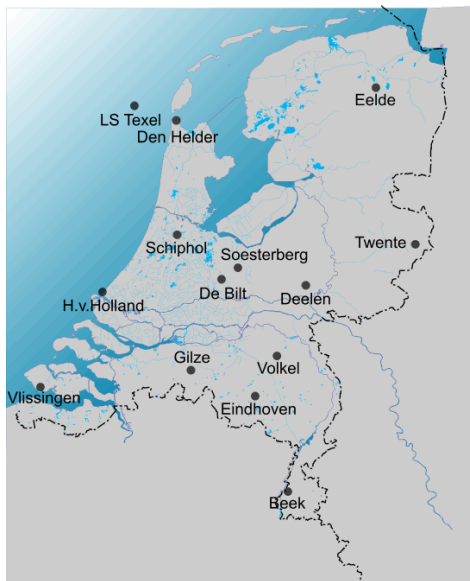 Eelde
LS Texel
Den Helder
Schiphol
Soesterberg
Twente
De Bilt
Deelen
H.v.Holland
Gilze
Volkel
Vlissingen
Eindhoven
Beek